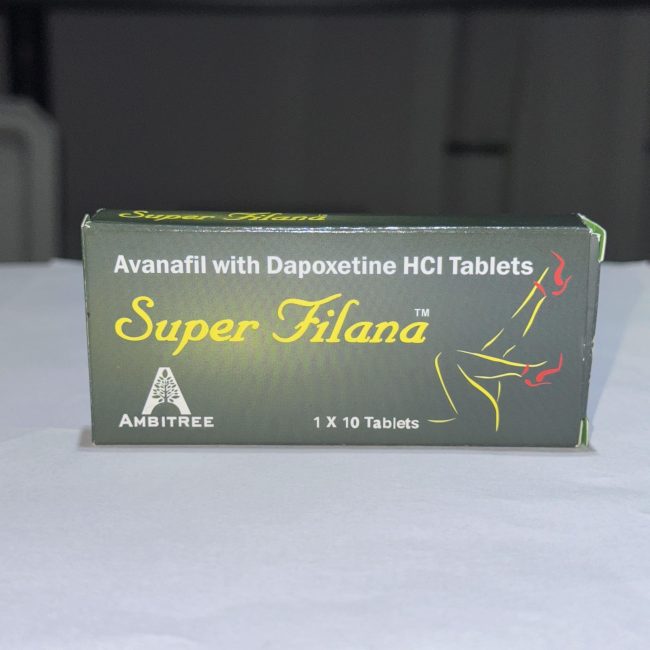 Super Filana
Avanafil with Dapoxetine HCl Tablets
Super Filana™
AMBITREE
1 X 10 Tablets